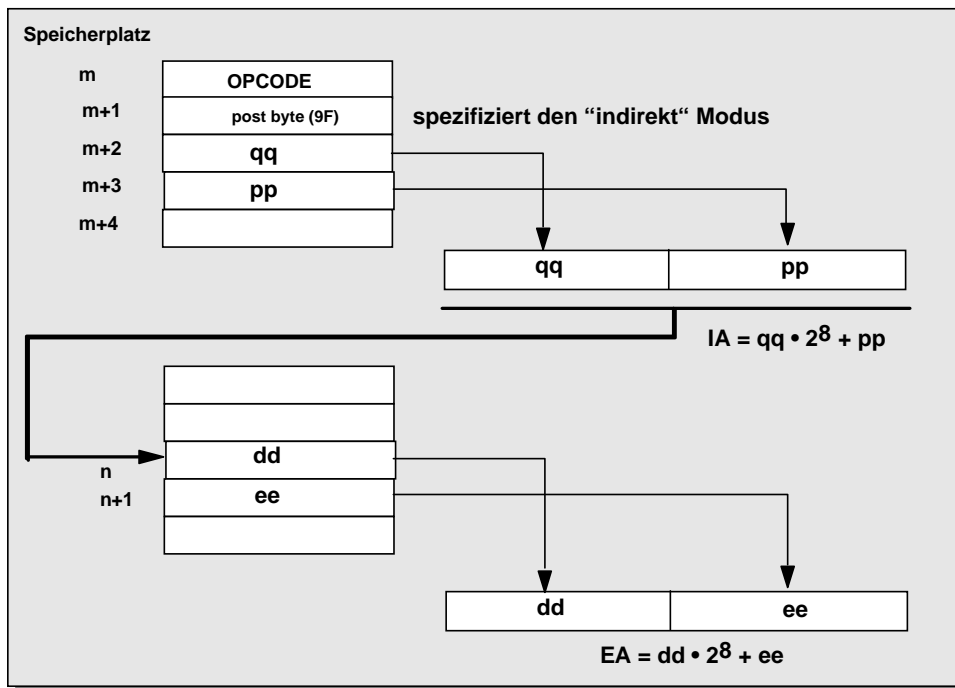 Speicherplatz
m
OPCODE
m+1
post byte (9F)
spezifiziert den “indirekt“ Modus
m+2
qq
m+3
pp
m+4
qq
pp
IA = qq • 2⁸ + pp
n
dd
n+1
ee
dd
ee
EA = dd • 2⁸ + ee